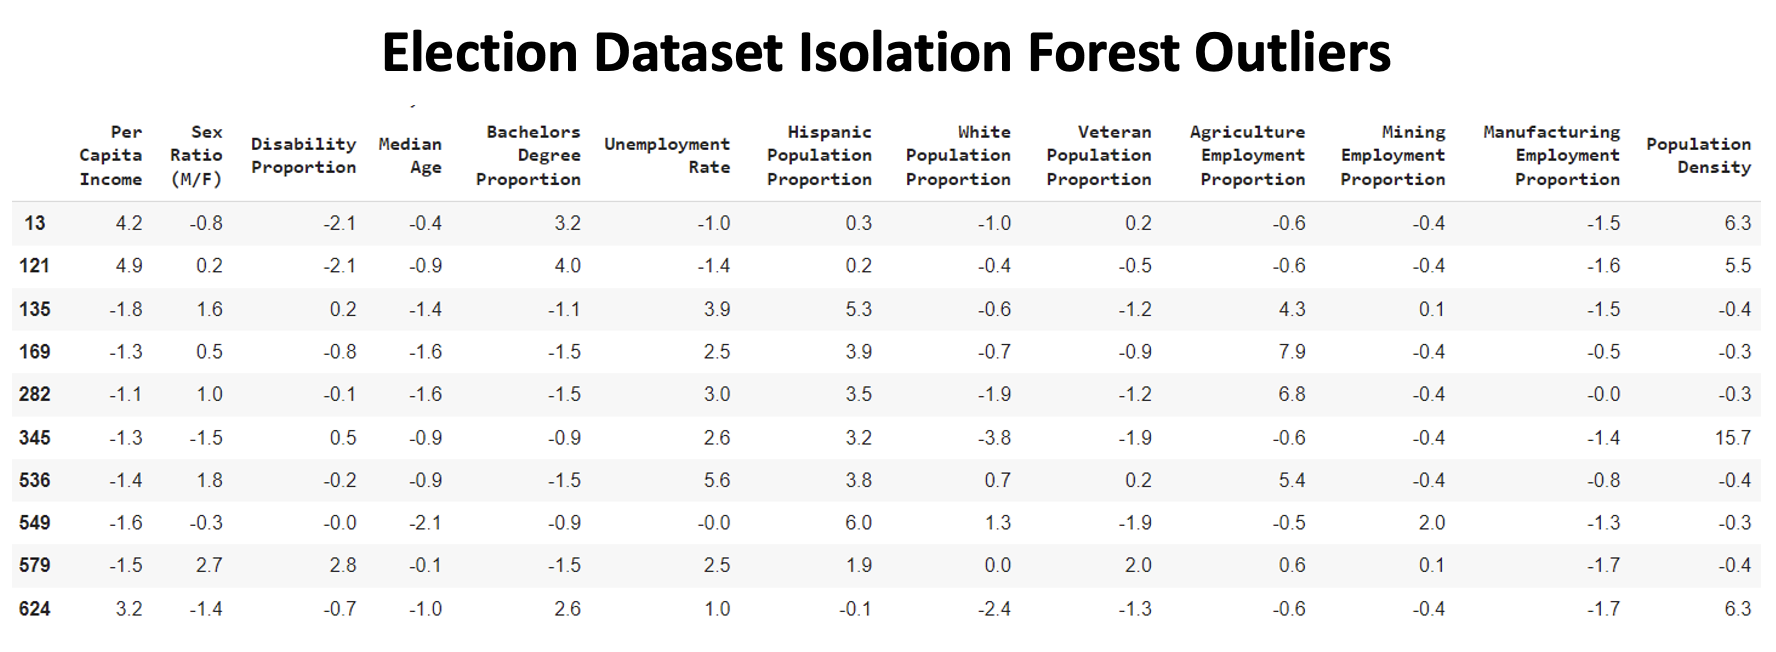 Election Dataset Isolation Forest Outliers
Per Capita Income Sex Ratio (M/F) Disability Proportion Median Age Bachelors Degree Proportion Unemployment Rate Hispanic Population Proportion White Population Proportion Veteran Population Proportion Agriculture Employment Proportion Mining Employment Proportion Manufacturing Employment Proportion Population Density
13 4.2 -0.8 -2.1 -0.4 3.2 -1.0 0.3 -1.0 0.2 -0.6 -0.4 -1.5 6.3
121 4.9 0.2 -2.1 -0.9 4.0 -1.4 0.2 -0.4 -0.5 -0.6 -0.4 -1.6 5.5
135 -1.8 1.6 0.2 -1.4 -1.1 3.9 5.3 -0.6 -1.2 4.3 0.1 -1.5 -0.4
169 -1.3 0.5 -0.8 -1.6 -1.5 2.5 3.9 -0.7 -0.9 7.9 -0.4 -0.5 -0.3
282 -1.1 1.0 -0.1 -1.6 -1.5 3.0 3.5 -1.9 -1.2 6.8 -0.4 -0.0 -0.3
345 -1.3 -1.5 0.5 -0.9 -0.9 2.6 3.2 -3.8 -1.9 -0.6 -0.4 -1.4 15.7
536 -1.4 1.8 -0.2 -0.9 -1.5 5.6 3.8 0.7 0.2 5.4 -0.4 -0.8 -0.4
549 -1.6 -0.3 -0.0 -2.1 -0.9 -0.0 6.0 1.3 -1.9 -0.5 2.0 -1.3 -0.3
579 -1.5 2.7 2.8 -0.1 -1.5 2.5 1.9 0.0 2.0 0.6 0.1 -1.7 -0.4
624 3.2 -1.4 -0.7 -1.0 2.6 1.0 -0.1 -2.4 -1.3 -0.6 -0.4 -1.7 6.3